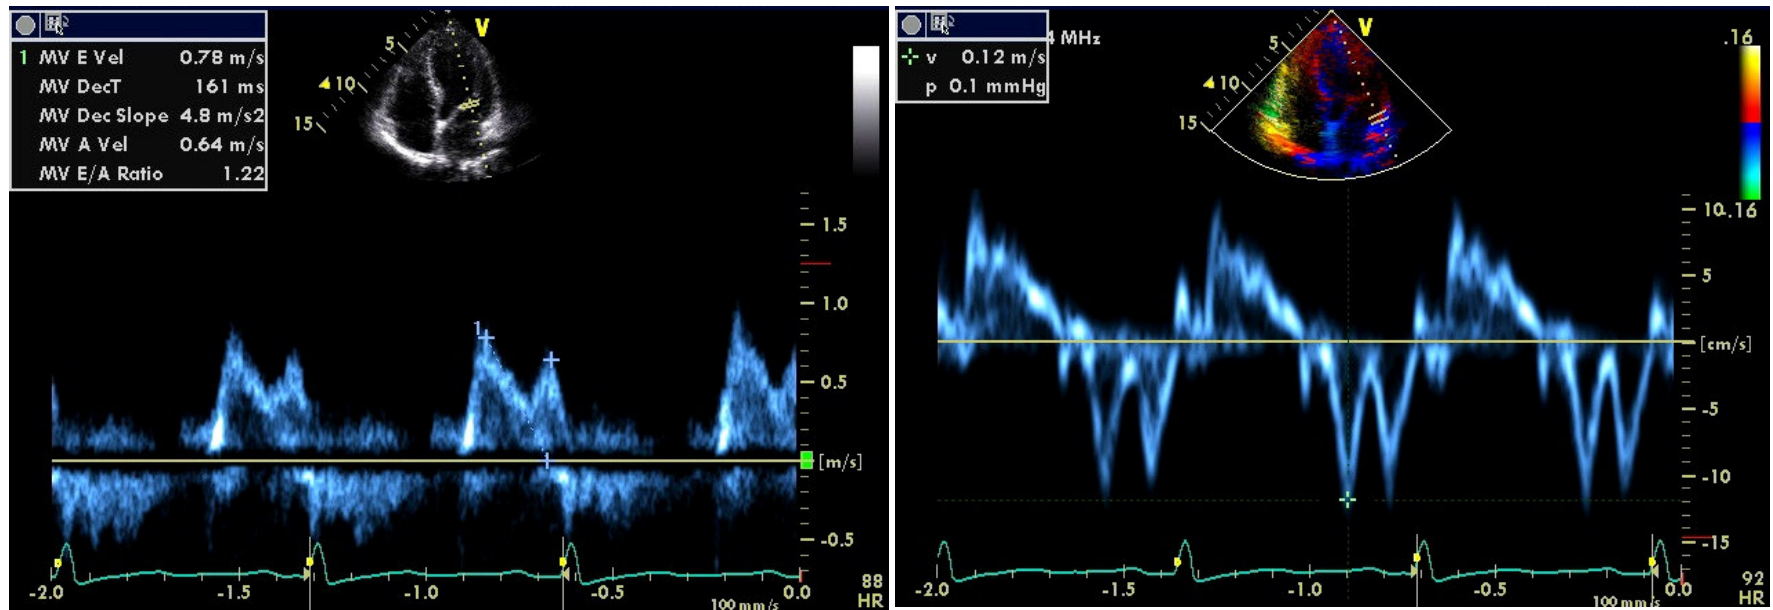 1 MV E Vel 0.78 m/s
MV DecT 161 ms
MV Dec Slope 4.8 m/s2
MV A Vel 0.64 m/s
MV E/A Ratio 1.22
V
5
10
15
1.5
1.0
0.5
[m/s]
-0.5
-2.0 -1.5 -1.0 -0.5 0.0
100 mm/s
88
HR
1
v 0.12 m/s
p 0.1 mmHg
4 MHz
V
5
10
15
.16
-.16
10
5
[cm/s]
-5
-10
-15
-2.0 -1.5 -1.0 -0.5 0.0
100 mm/s
92
HR